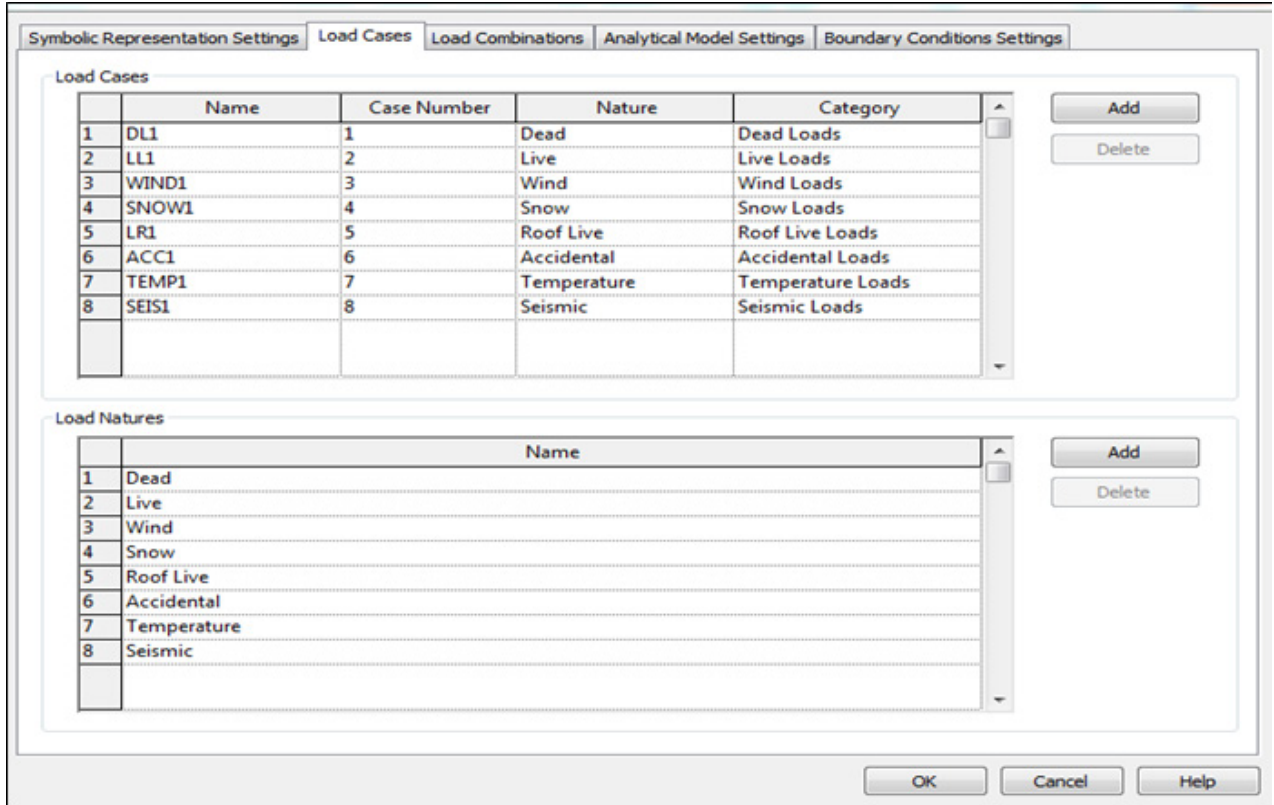 Symbolic Representation Settings Load Cases Load Combinations Analytical Model Settings Boundary Conditions Settings
Load Cases
Name Case Number Nature Category Add
1 DL1 1 Dead Dead Loads
Delete
2 LL1 2 Live Live Loads
3 WIND1 3 Wind Wind Loads
4 SNOW1 4 Snow Snow Loads
5 LR1 5 Roof Live Roof Live Loads
6 ACC1 6 Accidental Accidental Loads
7 TEMP1 7 Temperature Temperature Loads
8 SEIS1 8 Seismic Seismic Loads
Load Natures
Name Add
1 Dead
Delete
2 Live
3 Wind
4 Snow
5 Roof Live
6 Accidental
7 Temperature
8 Seismic
OK Cancel Help